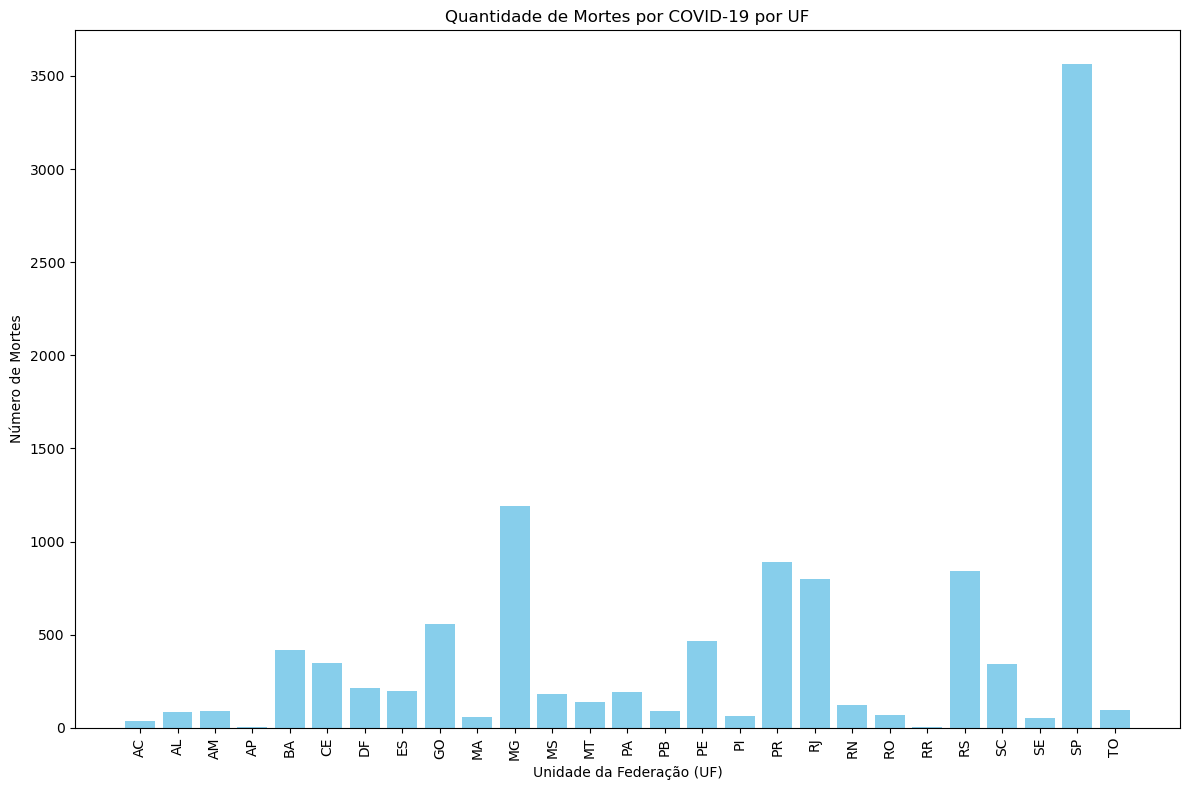 Quantidade de Mortes por COVID-19 por UF
Número de Mortes
3500
3000
2500
2000
1500
1000
500
0
AC AL AM AP BA CE DF ES GO MA MG MS MT PA PB PE PI PR RJ RN RO RR RS SC SE SP TO
Unidade da Federação (UF)